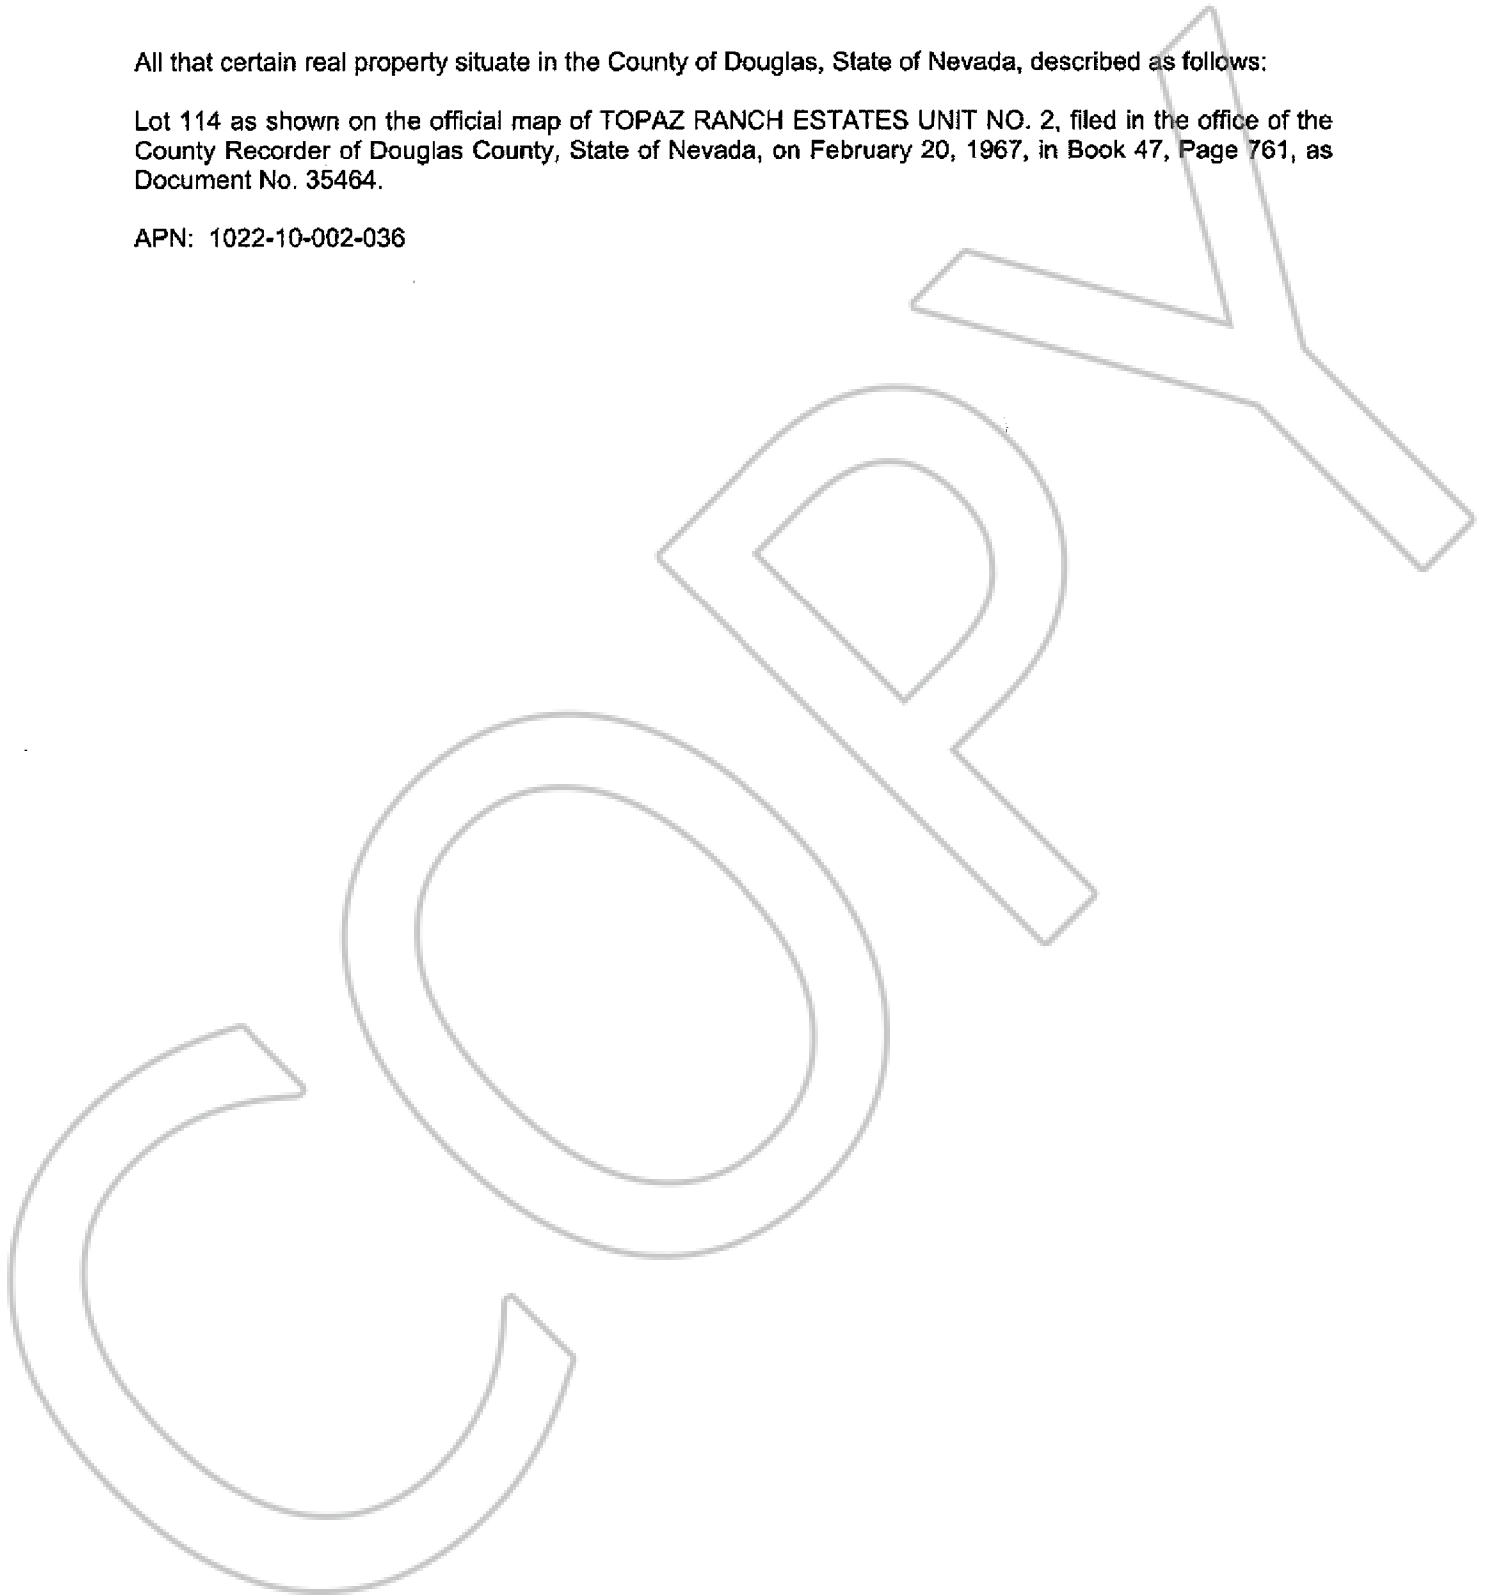 All that certain real property situate in the County of Douglas, State of Nevada, described as follows:
Lot 114 as shown on the official map of TOPAZ RANCH ESTATES UNIT NO. 2, filed in the office of the
County Recorder of Douglas County, State of Nevada, on February 20, 1967, in Book 47, Page 761, as
Document No. 35464.
APN: 1022-10-002-036
COPY